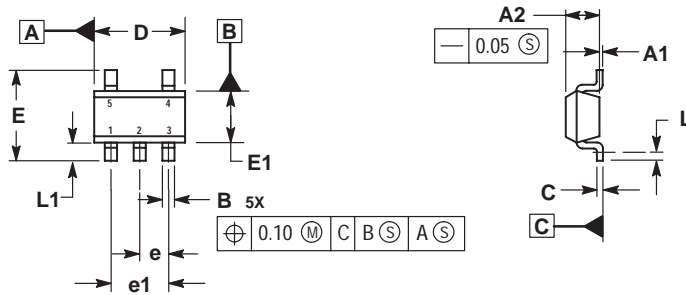 A
D
B
A2
— 0.05 Ⓢ
A1
E
5 4
1 2 3
E1
L
L1
B 5X
C
⌖ 0.10 Ⓜ C B Ⓢ A Ⓢ
C
e
e1